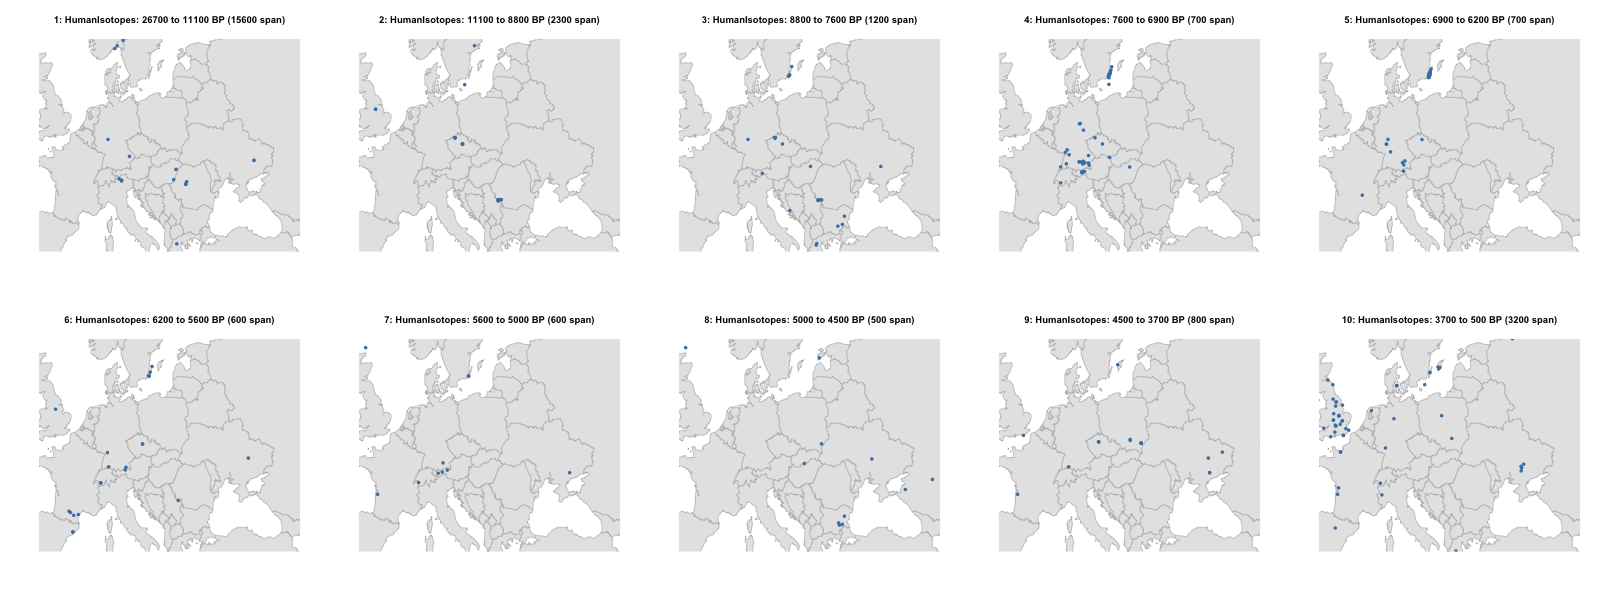 1: HumanIsotopes: 26700 to 11100 BP (15600 span)
2: HumanIsotopes: 11100 to 8800 BP (2300 span)
3: HumanIsotopes: 8800 to 7600 BP (1200 span)
4: HumanIsotopes: 7600 to 6900 BP (700 span)
5: HumanIsotopes: 6900 to 6200 BP (700 span)
6: HumanIsotopes: 6200 to 5600 BP (600 span)
7: HumanIsotopes: 5600 to 5000 BP (600 span)
8: HumanIsotopes: 5000 to 4500 BP (500 span)
9: HumanIsotopes: 4500 to 3700 BP (800 span)
10: HumanIsotopes: 3700 to 500 BP (3200 span)